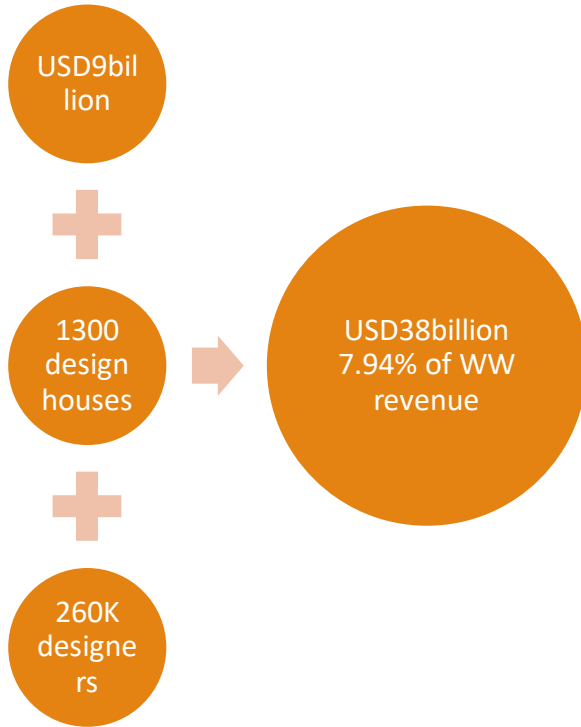 USD9bil
lion
1300
design
houses
USD38billion
7.94% of WW
revenue
260K
designe
rs